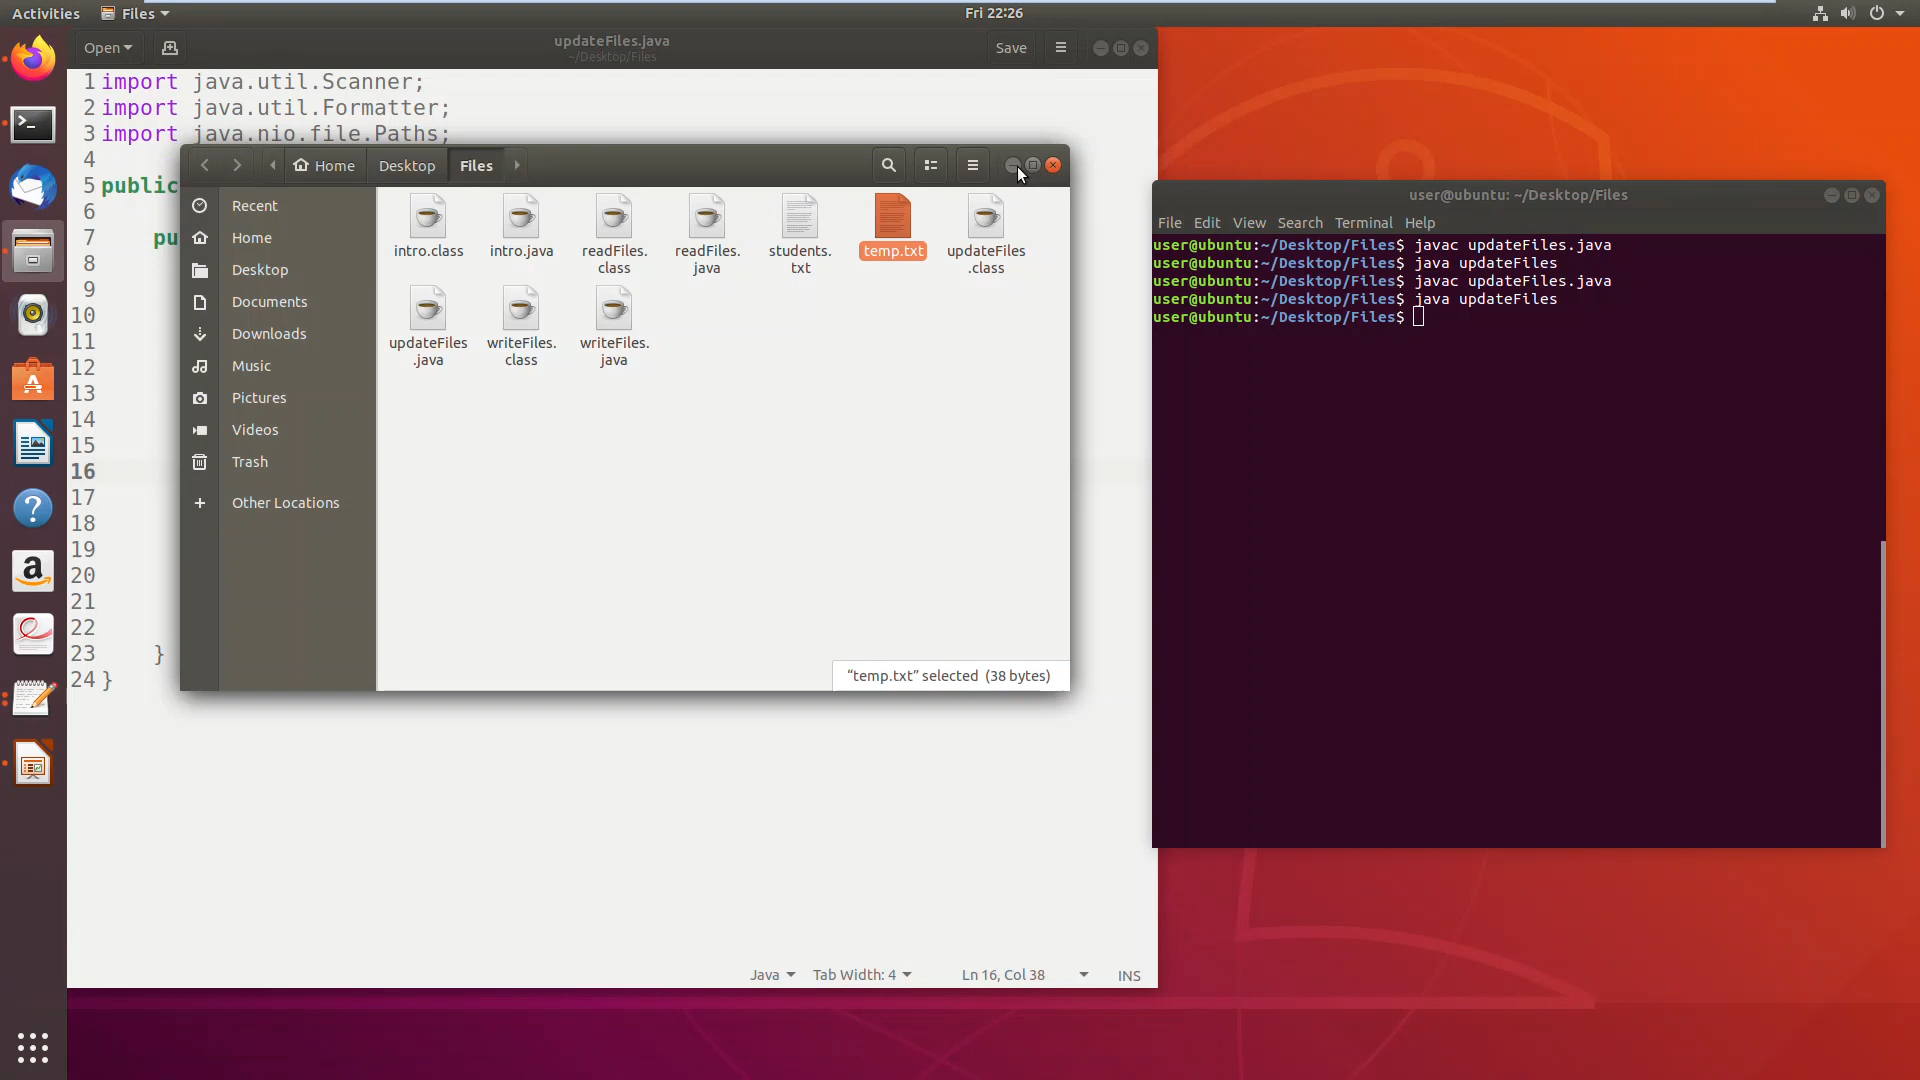 Activities Files Fri 22:26
Open updateFiles.java Save
~/Desktop/Files
1 import java.util.Scanner;
2 import java.util.Formatter;
3 import java.nio.file.Paths;
4
5 public
6
7 pu
8
9
10
11
12
13
14
15
16
17
18
19
20
21
22
23 }
24 }
Java Tab Width: 4 Ln 16, Col 38 INS
Home Desktop Files
Recent
Home
Desktop
Documents
Downloads
Music
Pictures
Videos
Trash
Other Locations
intro.class
intro.java
readFiles.
class
readFiles.
java
students.
txt
temp.txt
updateFiles
.class
updateFiles
.java
writeFiles.
class
writeFiles.
java
“temp.txt” selected (38 bytes)
user@ubuntu: ~/Desktop/Files
File Edit View Search Terminal Help
user@ubuntu:~/Desktop/Files$ javac updateFiles.java
user@ubuntu:~/Desktop/Files$ java updateFiles
user@ubuntu:~/Desktop/Files$ javac updateFiles.java
user@ubuntu:~/Desktop/Files$ java updateFiles
user@ubuntu:~/Desktop/Files$